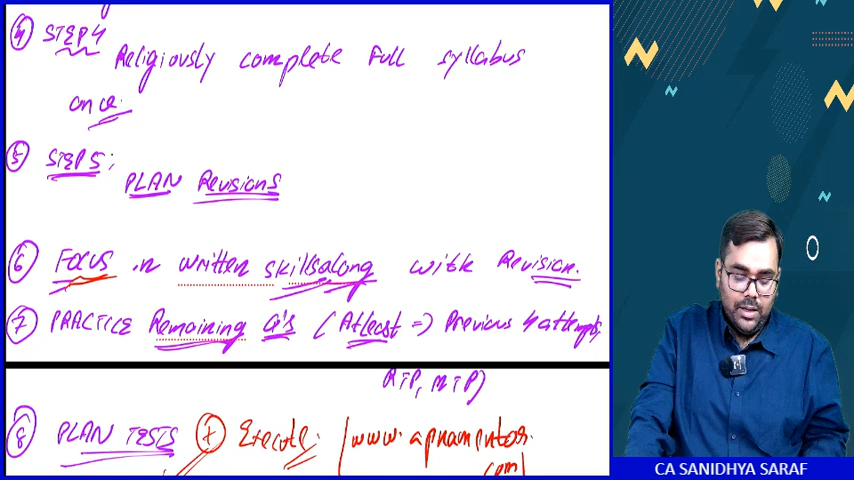 ④ STEP 4
Religiously complete Full syllabus
once.
⑤ STEP 5;
PLAN Revisions
⑥ Focus in written skills along with Revision.
⑦ PRACTICE Remaining Q's (Atleast => Previous 4 attempts,
RTP, MTP)
⑧ PLAN TESTS + Execute. (www.apnamentor.
com)
CA SANIDHYA SARAF